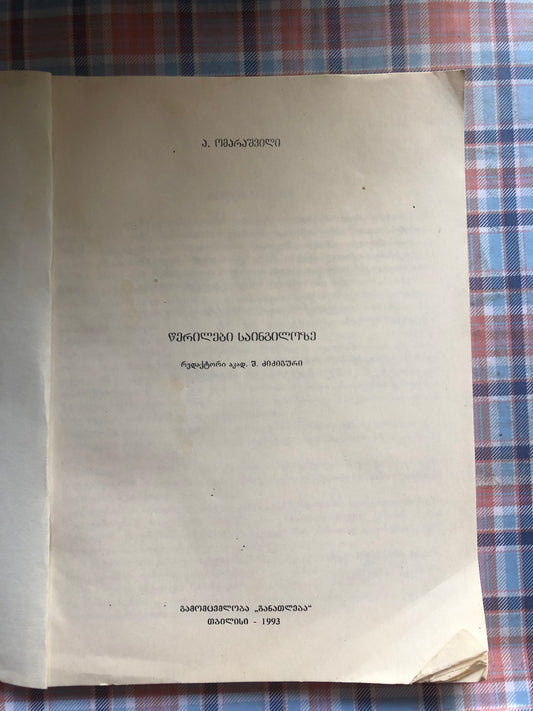 ა. ომარაშვილი
წერილები საინგილოზე
რედაქტორი აკად. შ. ძიძიგური
გამომცემლობა „განათლება“
თბილისი - 1993